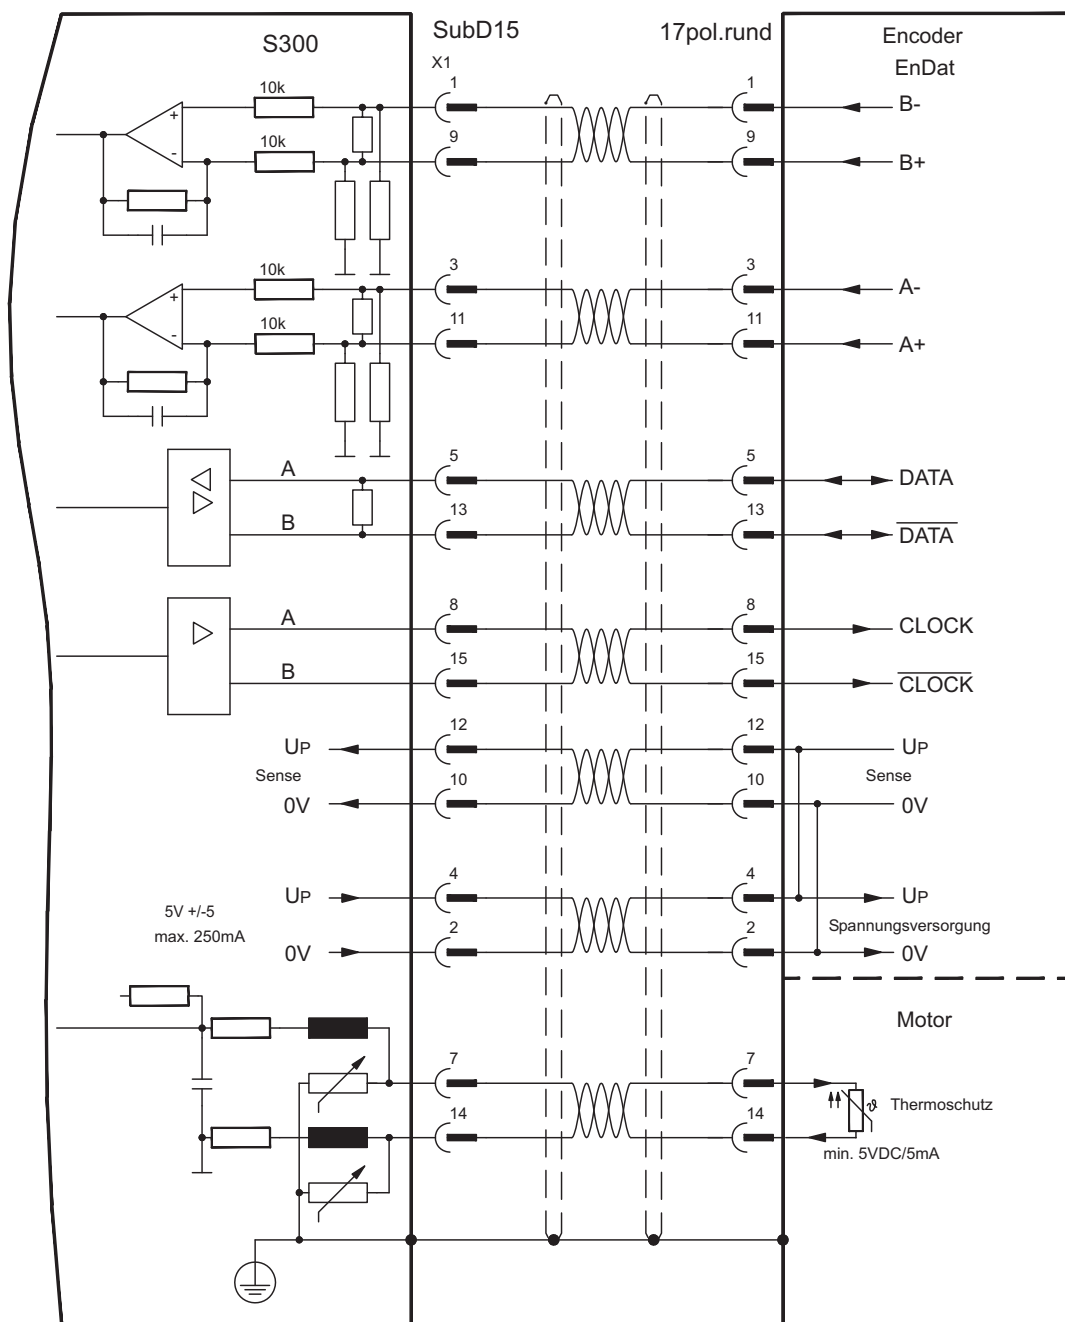 S300 SubD15 17pol.rund Encoder
EnDat
X1
10k 1 1 B-
+
10k 9 9 B+
-
10k 3 3 A-
+
10k 11 11 A+
-
A 5 5 DATA
B 13 13 DATA
A 8 8 CLOCK
B 15 15 CLOCK
UP 12 12 UP
Sense Sense
0V 10 10 0V
UP 4 4 UP
5V +/-5
max. 250mA Spannungsversorgung
0V 2 2 0V
Motor
7 7
ϑ Thermoschutz
14 14
min. 5VDC/5mA